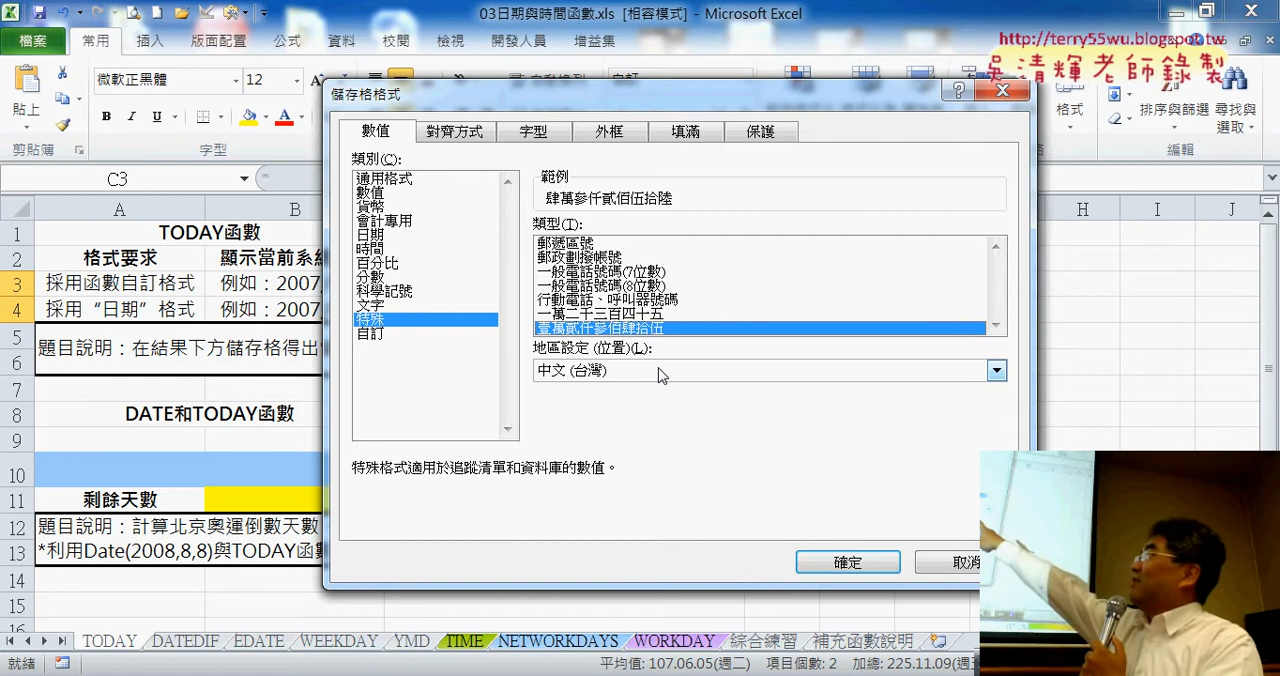 03日期與時間函數.xls [相容模式] - Microsoft Excel
檔案 常用 插入 版面配置 公式 資料 校閱 檢視 開發人員 增益集
http://terry55wu.blogspot.tw
吳清輝老師錄製
微軟正黑體 12
貼上
B I U A
格式 排序與篩選 尋找與
選取
剪貼簿 字型 編輯
C3
A B H I J
1 TODAY函數
2 格式要求 顯示當前系統
3 採用函數自訂格式 例如：2007
4 採用“日期”格式 例如：2007
5 題目說明：在結果下方儲存格得出
6
7
8 DATE和TODAY函數
9
10
11 剩餘天數
12 題目說明：計算北京奧運倒數天數
13 *利用Date(2008,8,8)與TODAY函數
14
15
16
儲存格格式
數值 對齊方式 字型 外框 填滿 保護
類別(C):
通用格式
數值
貨幣
會計專用
日期
時間
百分比
分數
科學記號
文字
特殊
自訂
範例
肆萬參仟貳佰伍拾陸
類型(T):
郵遞區號
郵政劃撥帳號
一般電話號碼(7位數)
一般電話號碼(8位數)
行動電話、呼叫器號碼
一萬二千三百四十五
壹萬貳仟參佰肆拾伍
地區設定 (位置)(L):
中文 (台灣)
特殊格式適用於追蹤清單和資料庫的數值。
確定 取消
TODAY DATEDIF EDATE WEEKDAY YMD TIME NETWORKDAYS WORKDAY 綜合練習 補充函數說明
就緒 平均值: 107.06.05(週二) 項目個數: 2 加總: 225.11.09(週